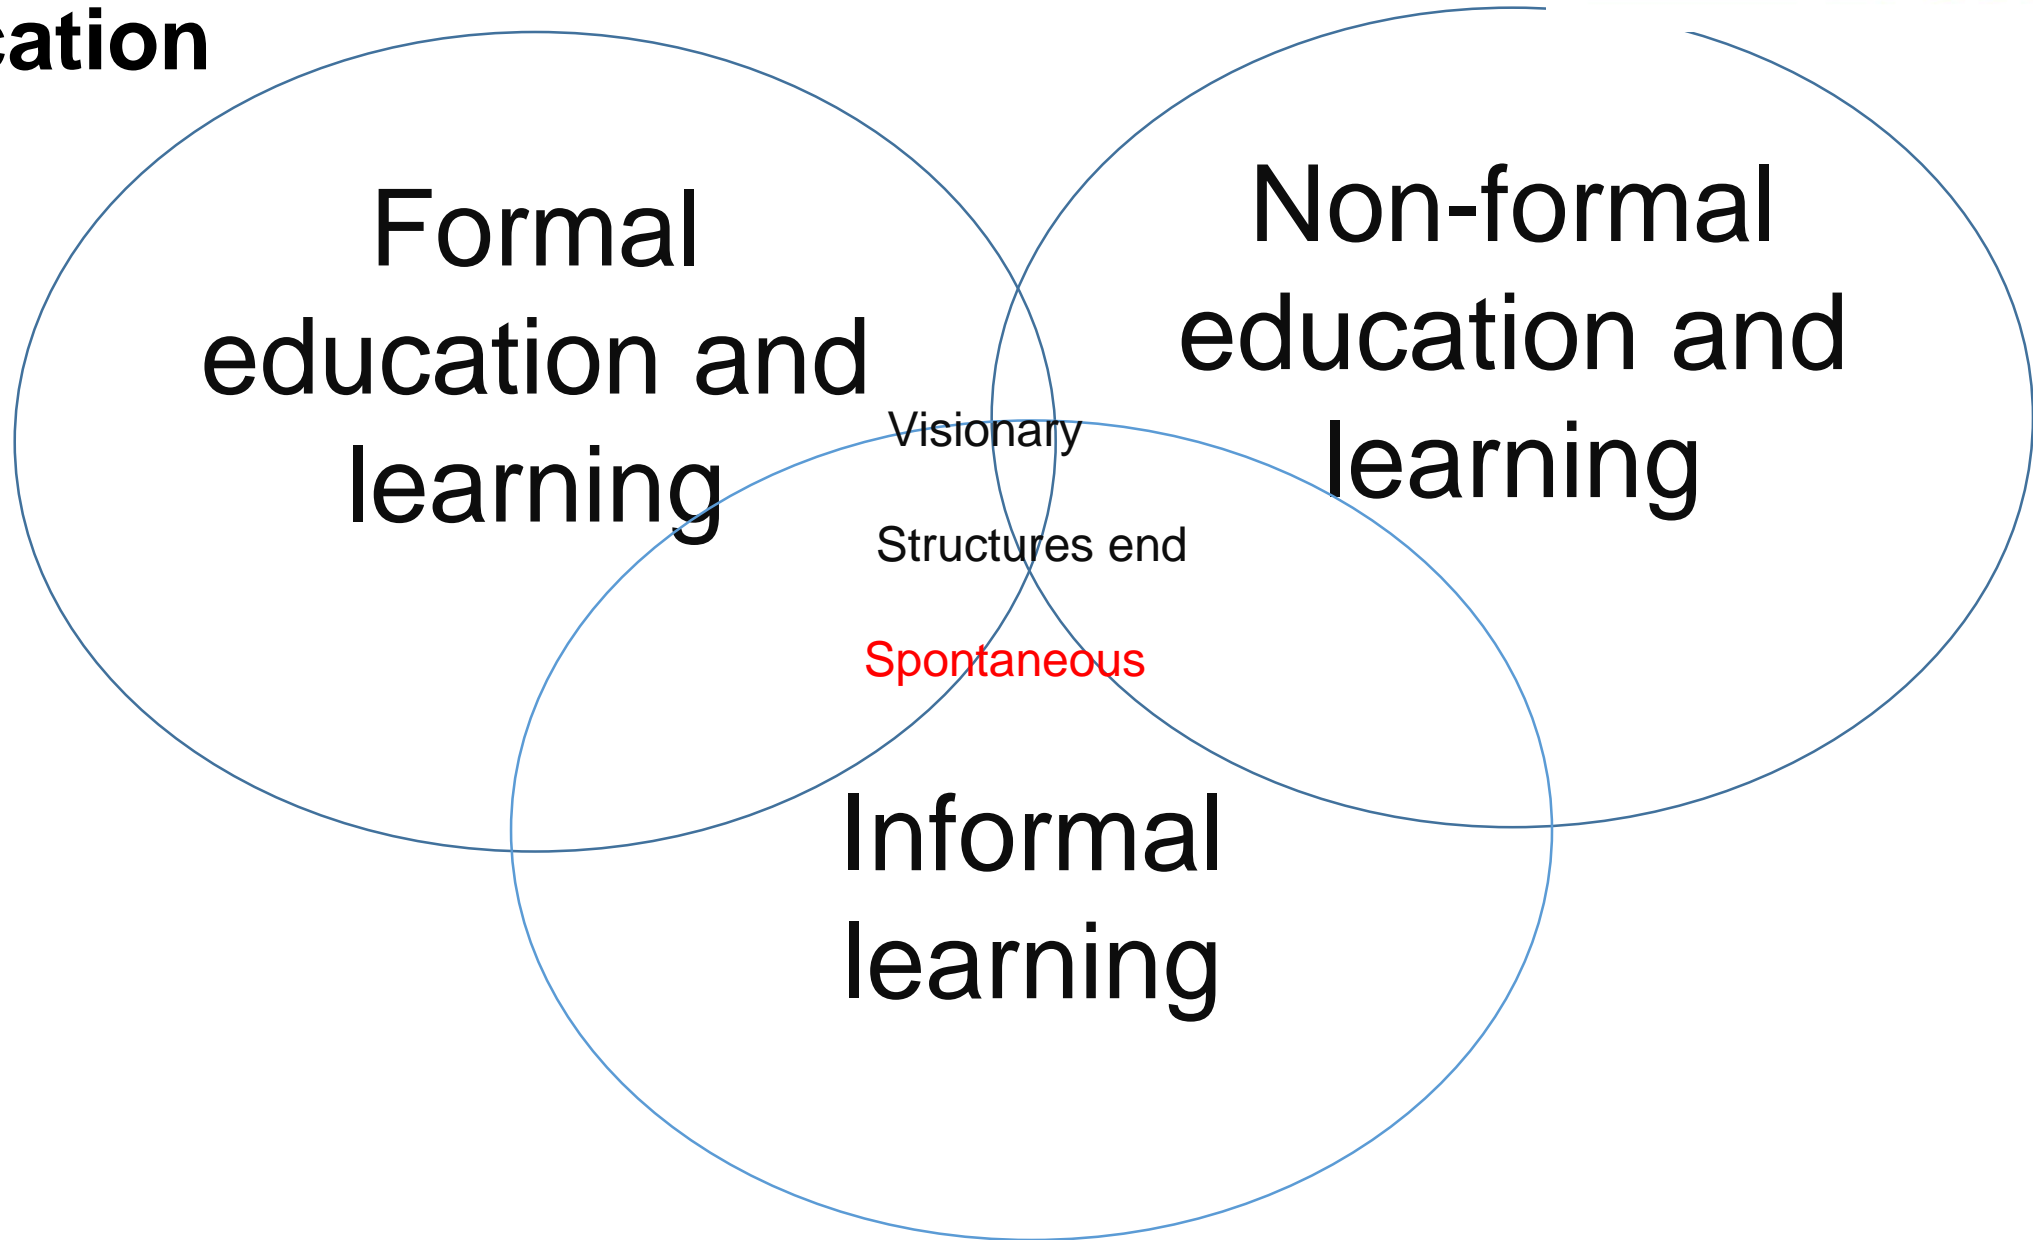 cation
Formal
education and
learning
Non-formal
education and
learning
Visionary
Structures end
Spontaneous
Informal
learning